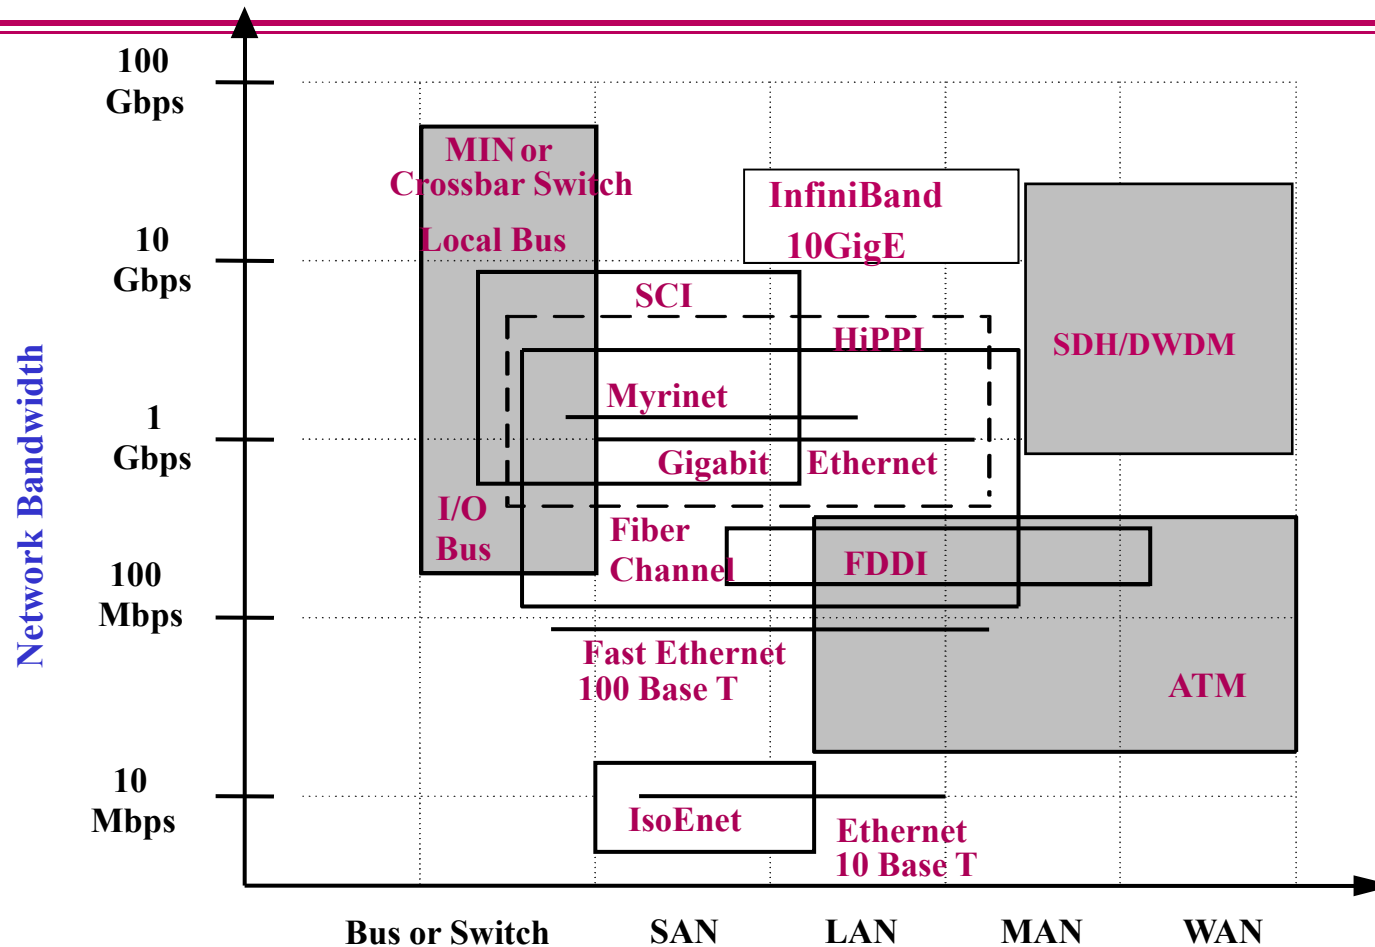 100
Gbps
MIN or
Crossbar Switch
InfiniBand
Local Bus
10GigE
10
Gbps
SCI
HiPPI
SDH/DWDM
Network Bandwidth
Myrinet
1
Gbps
Gigabit Ethernet
I/O
Bus
Fiber
Channel
FDDI
100
Mbps
Fast Ethernet
100 Base T
ATM
10
Mbps
IsoEnet
Ethernet
10 Base T
Bus or Switch SAN LAN MAN WAN